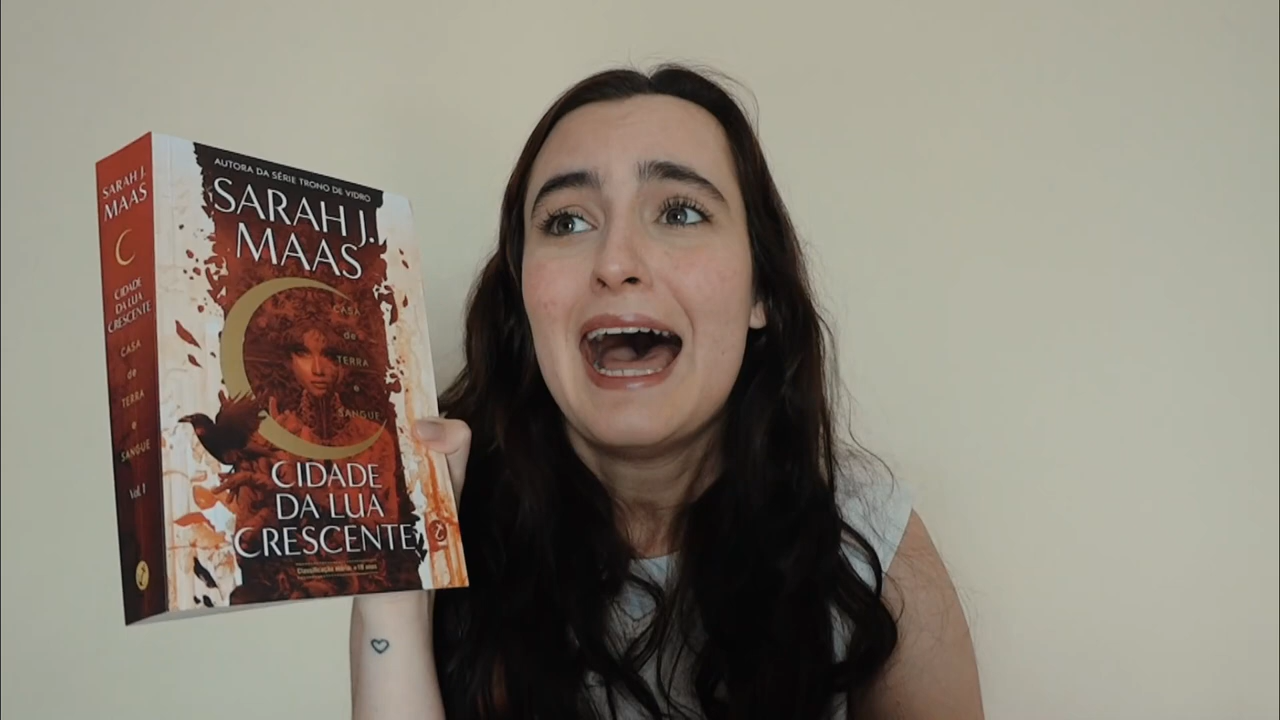 SARAH J.
MAAS
CIDADE
DA LUA
CRESCENTE
CASA
de
TERRA
e
SANGUE
Vol. 1
AUTORA DA SÉRIE TRONO DE VIDRO
SARAH J.
MAAS
CASA
de
TERRA
e
SANGUE
CIDADE
DA LUA
CRESCENTE